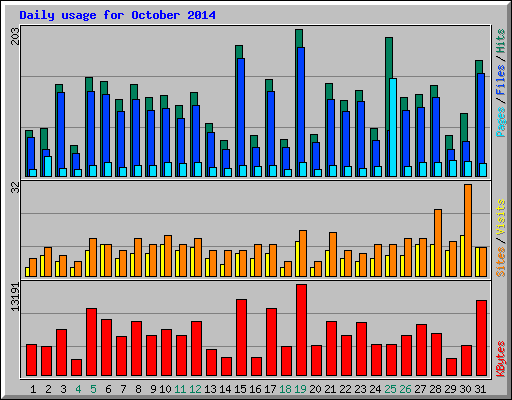 Daily usage for October 2014
203
Pages / Files / Hits
32
Sites / Visits
13191
KBytes
1 2 3 4 5 6 7 8 9 10 11 12 13 14 15 16 17 18 19 20 21 22 23 24 25 26 27 28 29 30 31